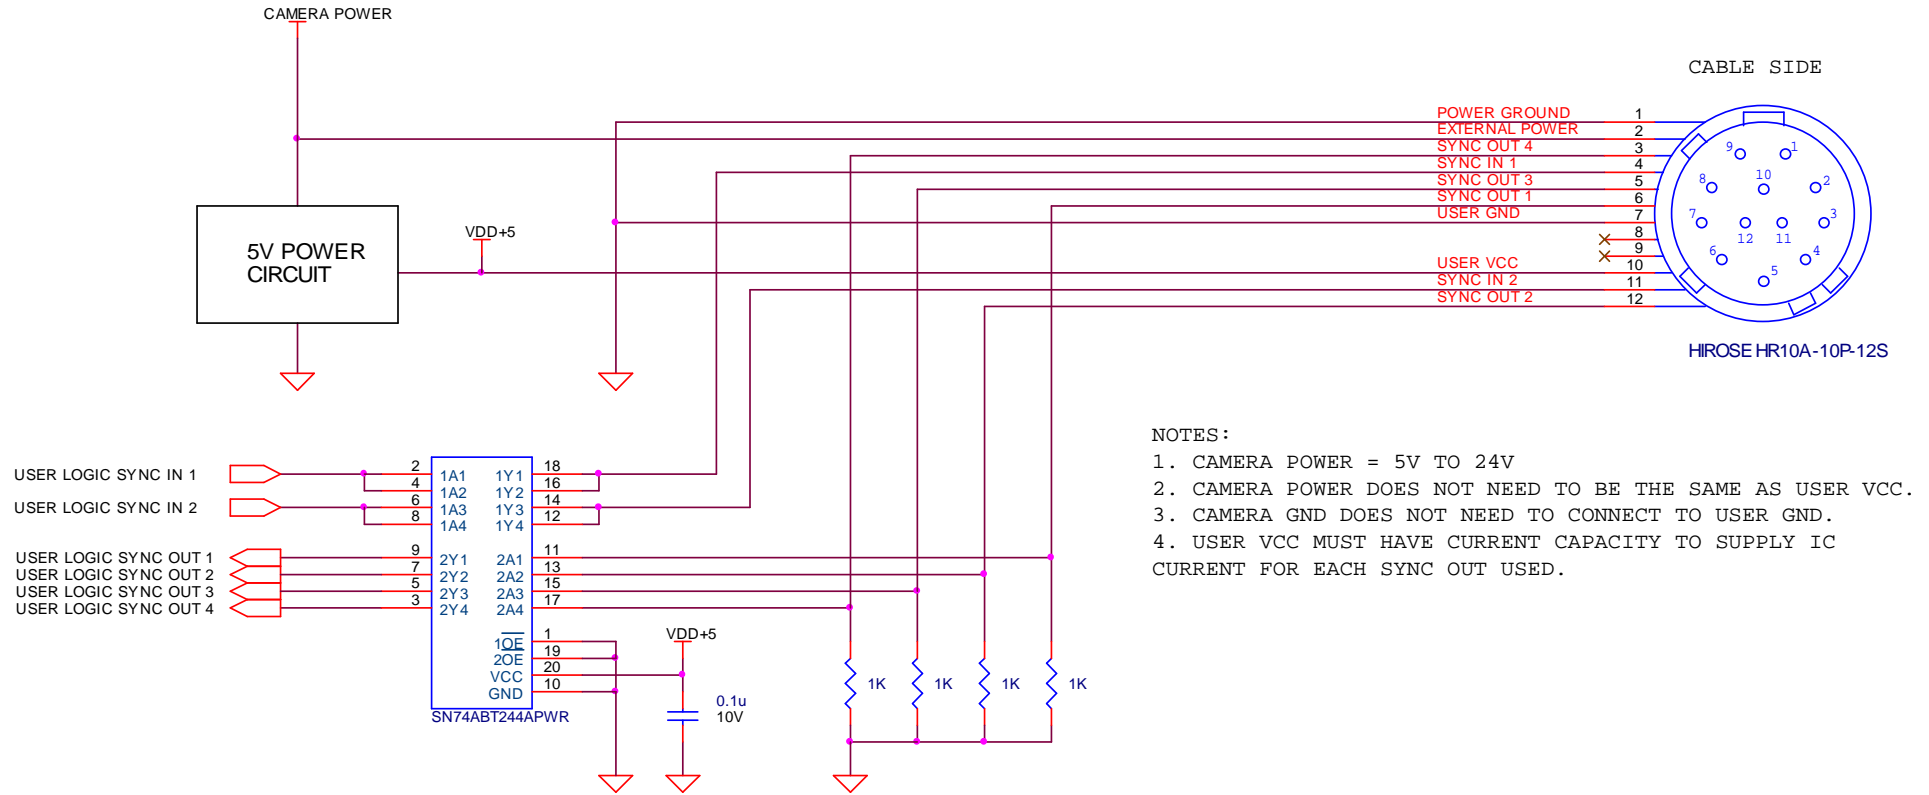 CAMERA POWER
CABLE SIDE
POWER GROUND 1
EXTERNAL POWER 2
SYNC OUT 4 3
SYNC IN 1 4
SYNC OUT 3 5
SYNC OUT 1 6
USER GND 7
8
9
USER VCC 10
SYNC IN 2 11
SYNC OUT 2 12
9 1
8 10 2
7 12 11 3
6 5 4
HIROSE HR10A-10P-12S
5V POWER
CIRCUIT
VDD+5
NOTES:
1. CAMERA POWER = 5V TO 24V
2. CAMERA POWER DOES NOT NEED TO BE THE SAME AS USER VCC.
3. CAMERA GND DOES NOT NEED TO CONNECT TO USER GND.
4. USER VCC MUST HAVE CURRENT CAPACITY TO SUPPLY IC
CURRENT FOR EACH SYNC OUT USED.
USER LOGIC SYNC IN 1 2 1A1 1Y1 18
4 1A2 1Y2 16
USER LOGIC SYNC IN 2 6 1A3 1Y3 14
8 1A4 1Y4 12
USER LOGIC SYNC OUT 1 9 2Y1 2A1 11
USER LOGIC SYNC OUT 2 7 2Y2 2A2 13
USER LOGIC SYNC OUT 3 5 2Y3 2A3 15
USER LOGIC SYNC OUT 4 3 2Y4 2A4 17
1OE 1
2OE 19
VCC 20
GND 10
SN74ABT244APWR
VDD+5
0.1u
10V
1K 1K 1K 1K